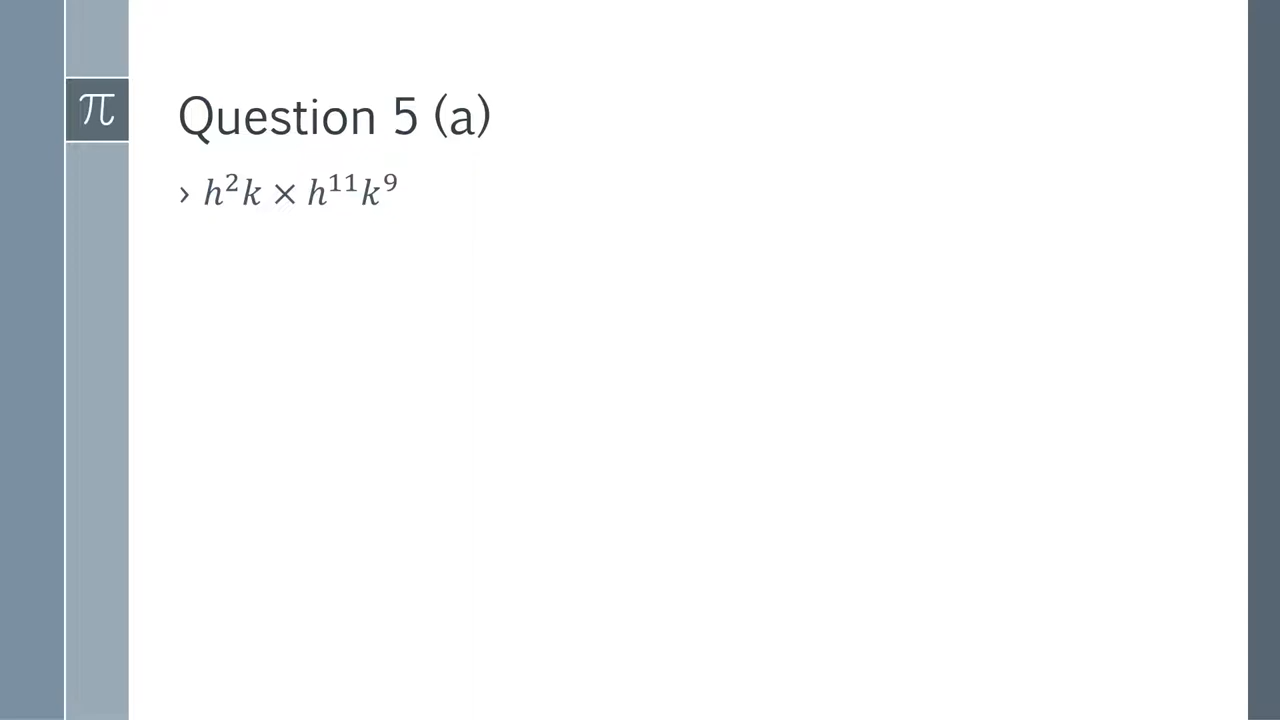 π
Question 5 (a)
› h²k × h¹¹k⁹